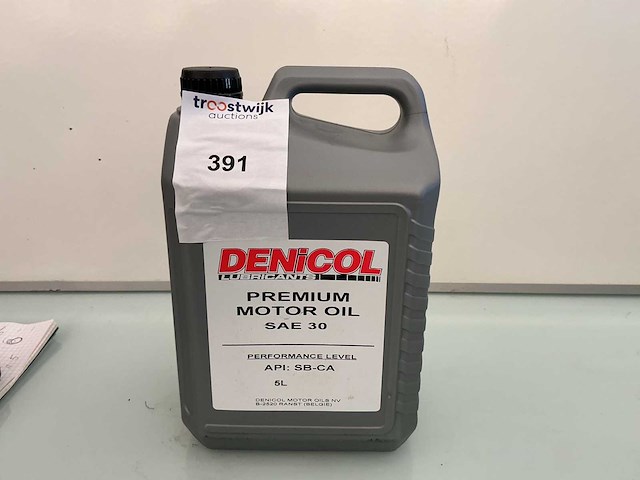 troostwijk
auctions
391
DENiCOL
LUBRICANTS
PREMIUM
MOTOR OIL
SAE 30
PERFORMANCE LEVEL
API: SB-CA
5L
DENICOL MOTOR OILS NV
B-2520 RANST (BELGIE)